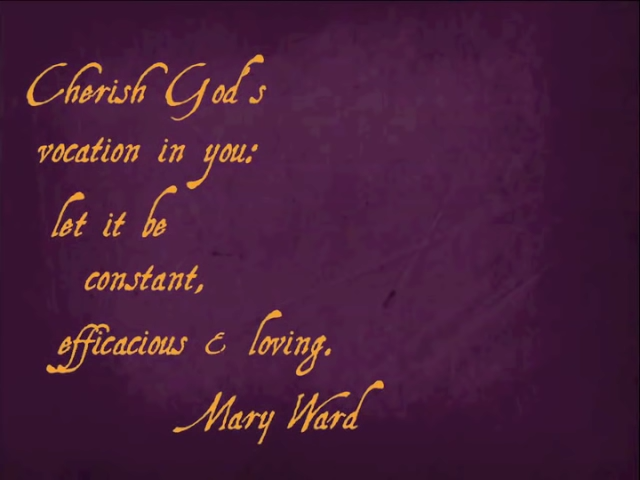 Cherish God's
vocation in you:
let it be
constant,
efficacious & loving.
Mary Ward